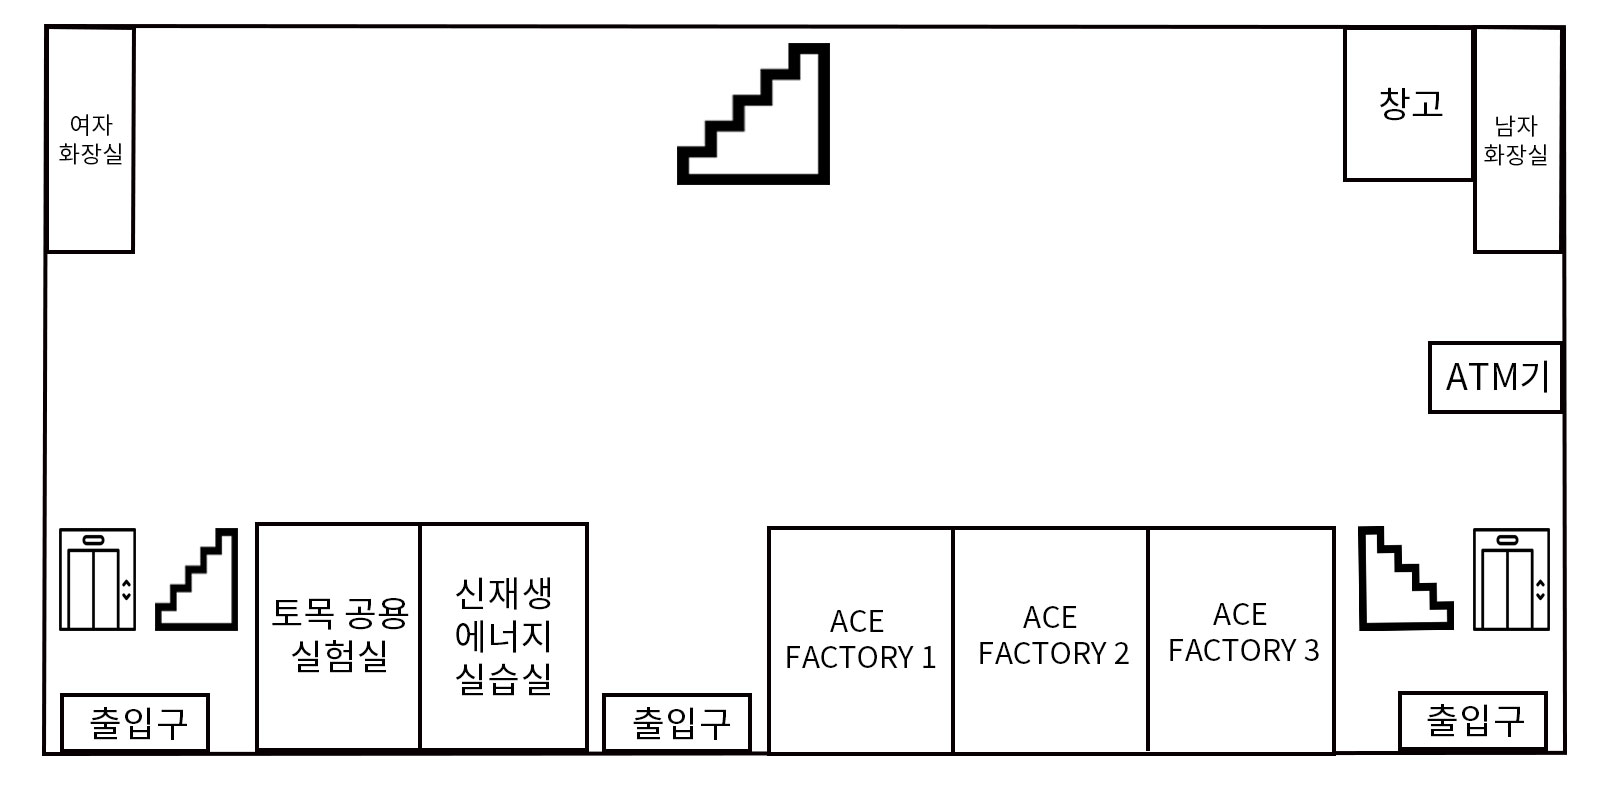 여자
화장실
창고
남자
화장실
ATM기
토목 공용
실험실
신재생
에너지
실습실
ACE
FACTORY 1
ACE
FACTORY 2
ACE
FACTORY 3
출입구
출입구
출입구